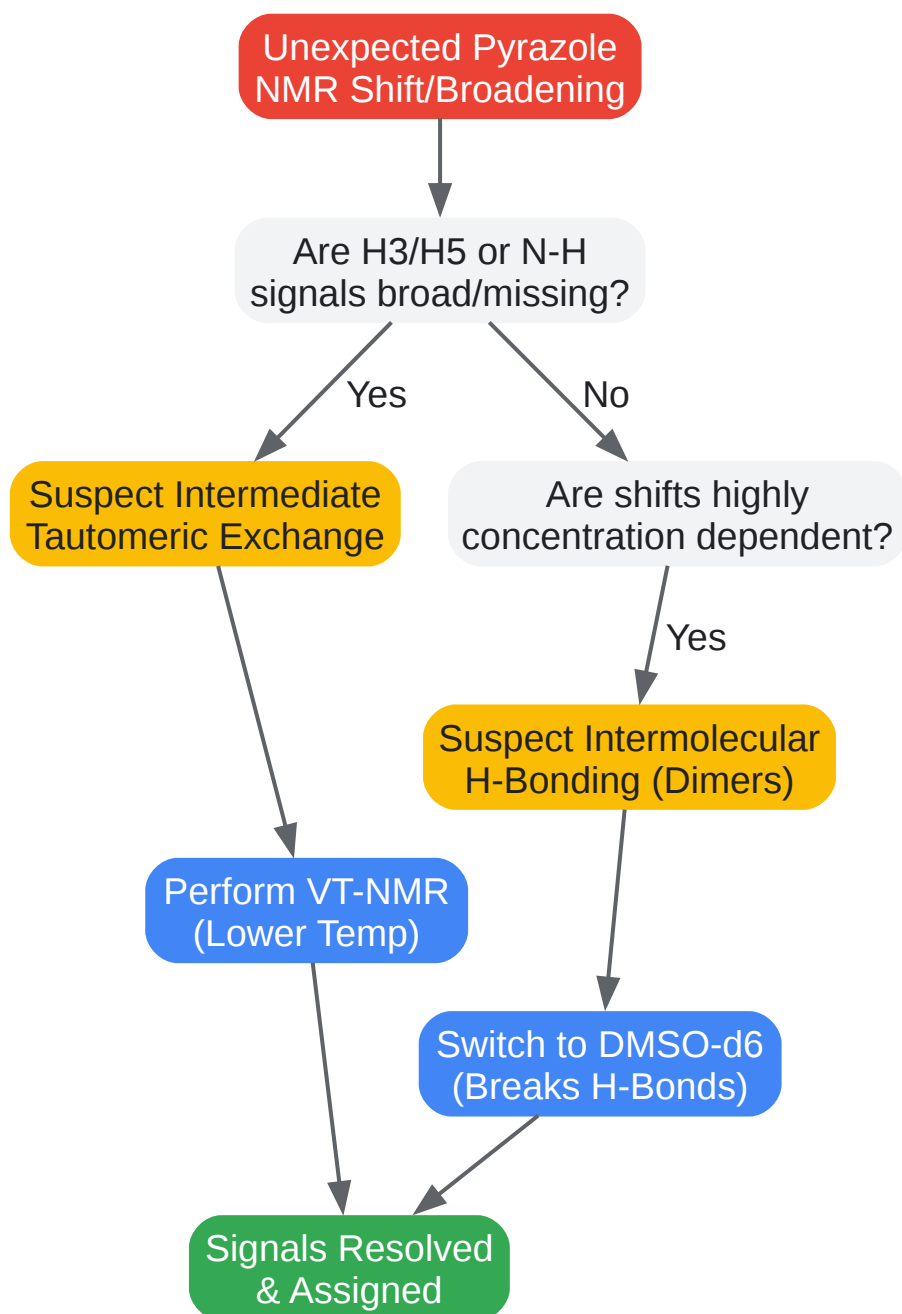 Unexpected Pyrazole
NMR Shift/Broadening
Are H3/H5 or N-H
signals broad/missing?
Yes
No
Suspect Intermediate
Tautomeric Exchange
Are shifts highly
concentration dependent?
Yes
Suspect Intermolecular
H-Bonding (Dimers)
Perform VT-NMR
(Lower Temp)
Switch to DMSO-d6
(Breaks H-Bonds)
Signals Resolved
& Assigned